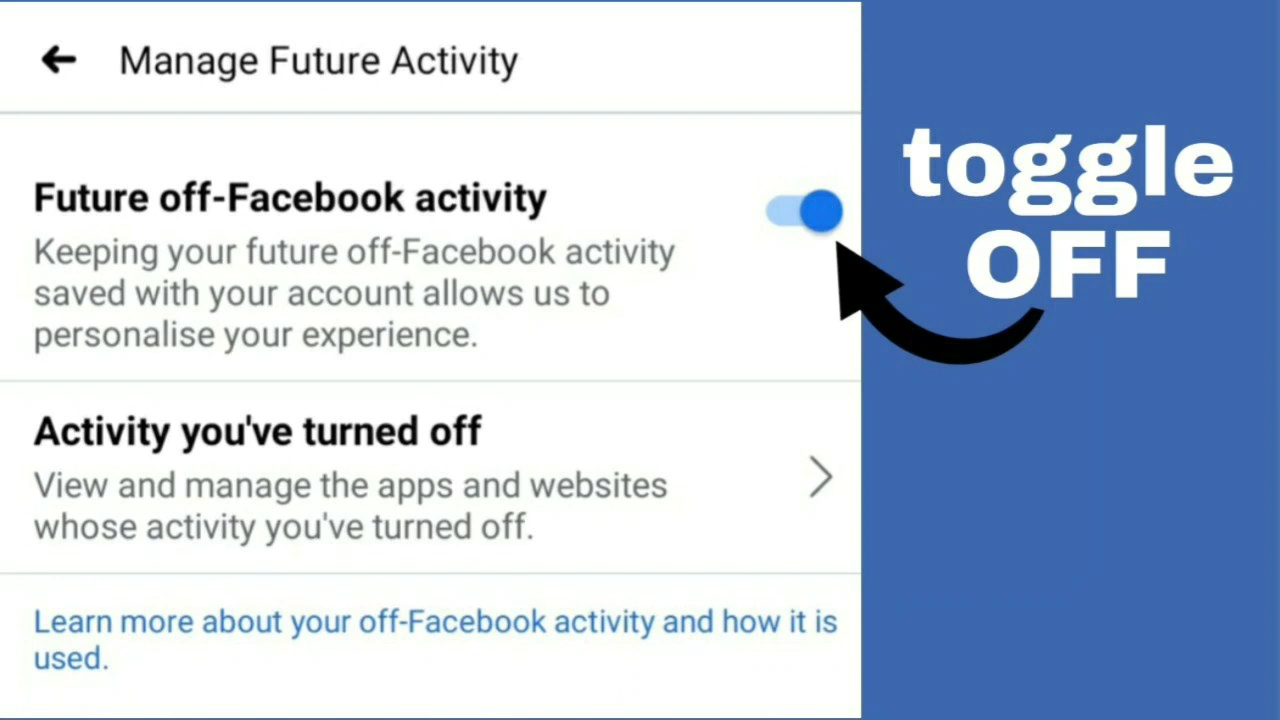 Manage Future Activity
Future off-Facebook activity
Keeping your future off-Facebook activity
saved with your account allows us to
personalise your experience.
Activity you've turned off
View and manage the apps and websites
whose activity you've turned off.
Learn more about your off-Facebook activity and how it is
used.
toggle
OFF